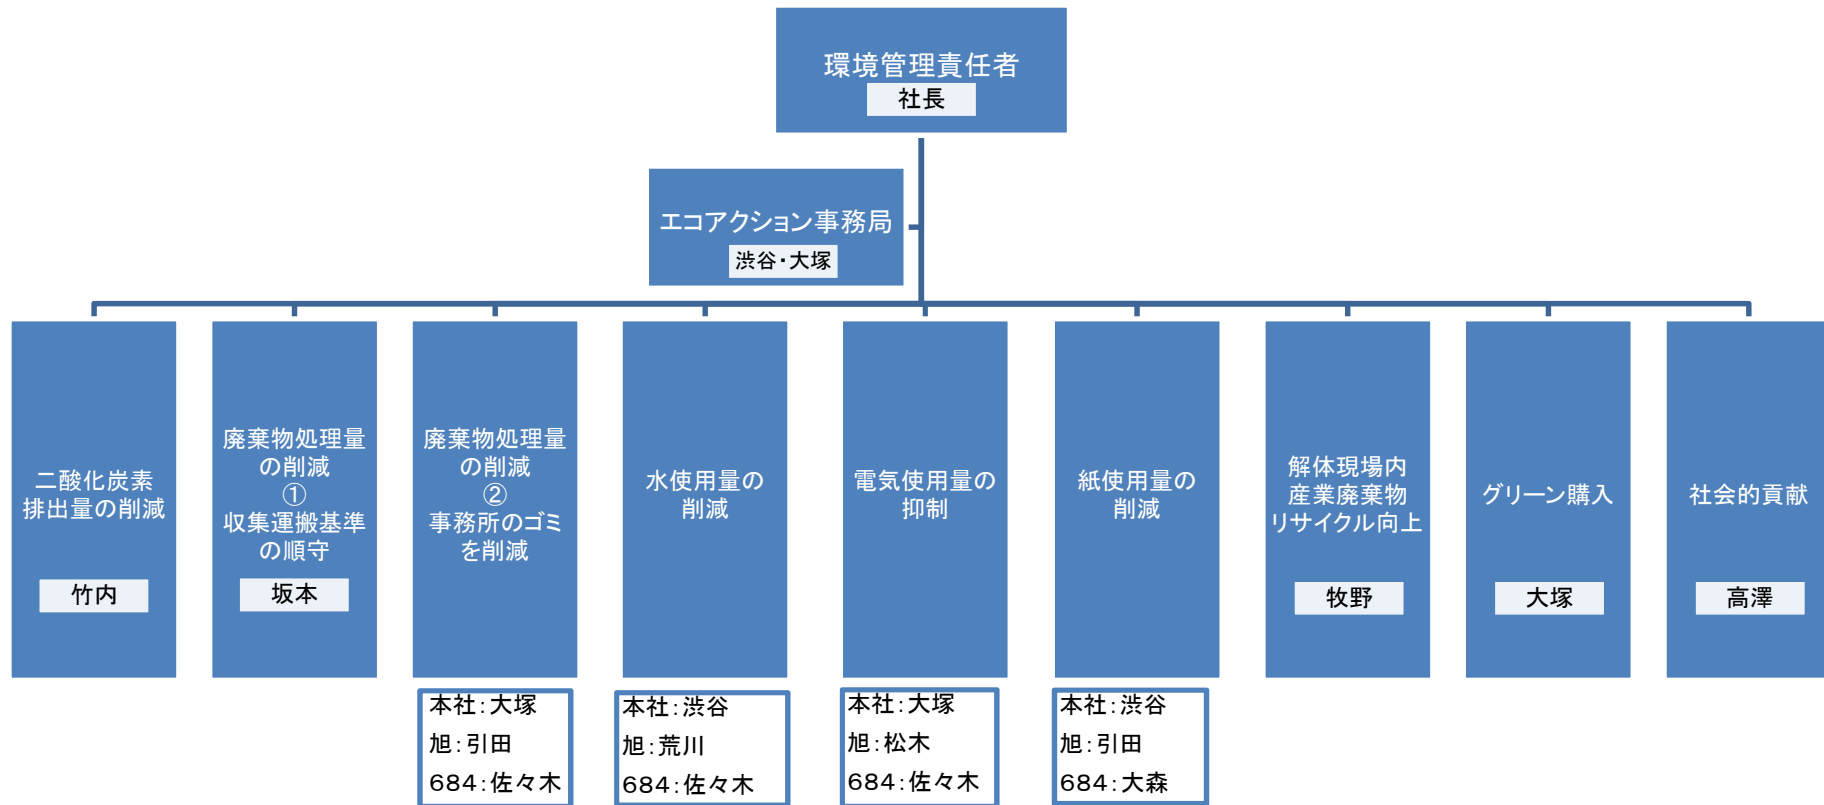 環境管理責任者
社長
エコアクション事務局
渋谷・大塚
二酸化炭素
排出量の削減
竹内
廃棄物処理量
の削減
①
収集運搬基準
の順守
坂本
廃棄物処理量
の削減
②
事務所のゴミ
を削減
本社:大塚
旭:引田
684:佐々木
水使用量の
削減
本社:渋谷
旭:荒川
684:佐々木
電気使用量の
抑制
本社:大塚
旭:松木
684:佐々木
紙使用量の
削減
本社:渋谷
旭:引田
684:大森
解体現場内
産業廃棄物
リサイクル向上
牧野
グリーン購入
大塚
社会的貢献
高澤